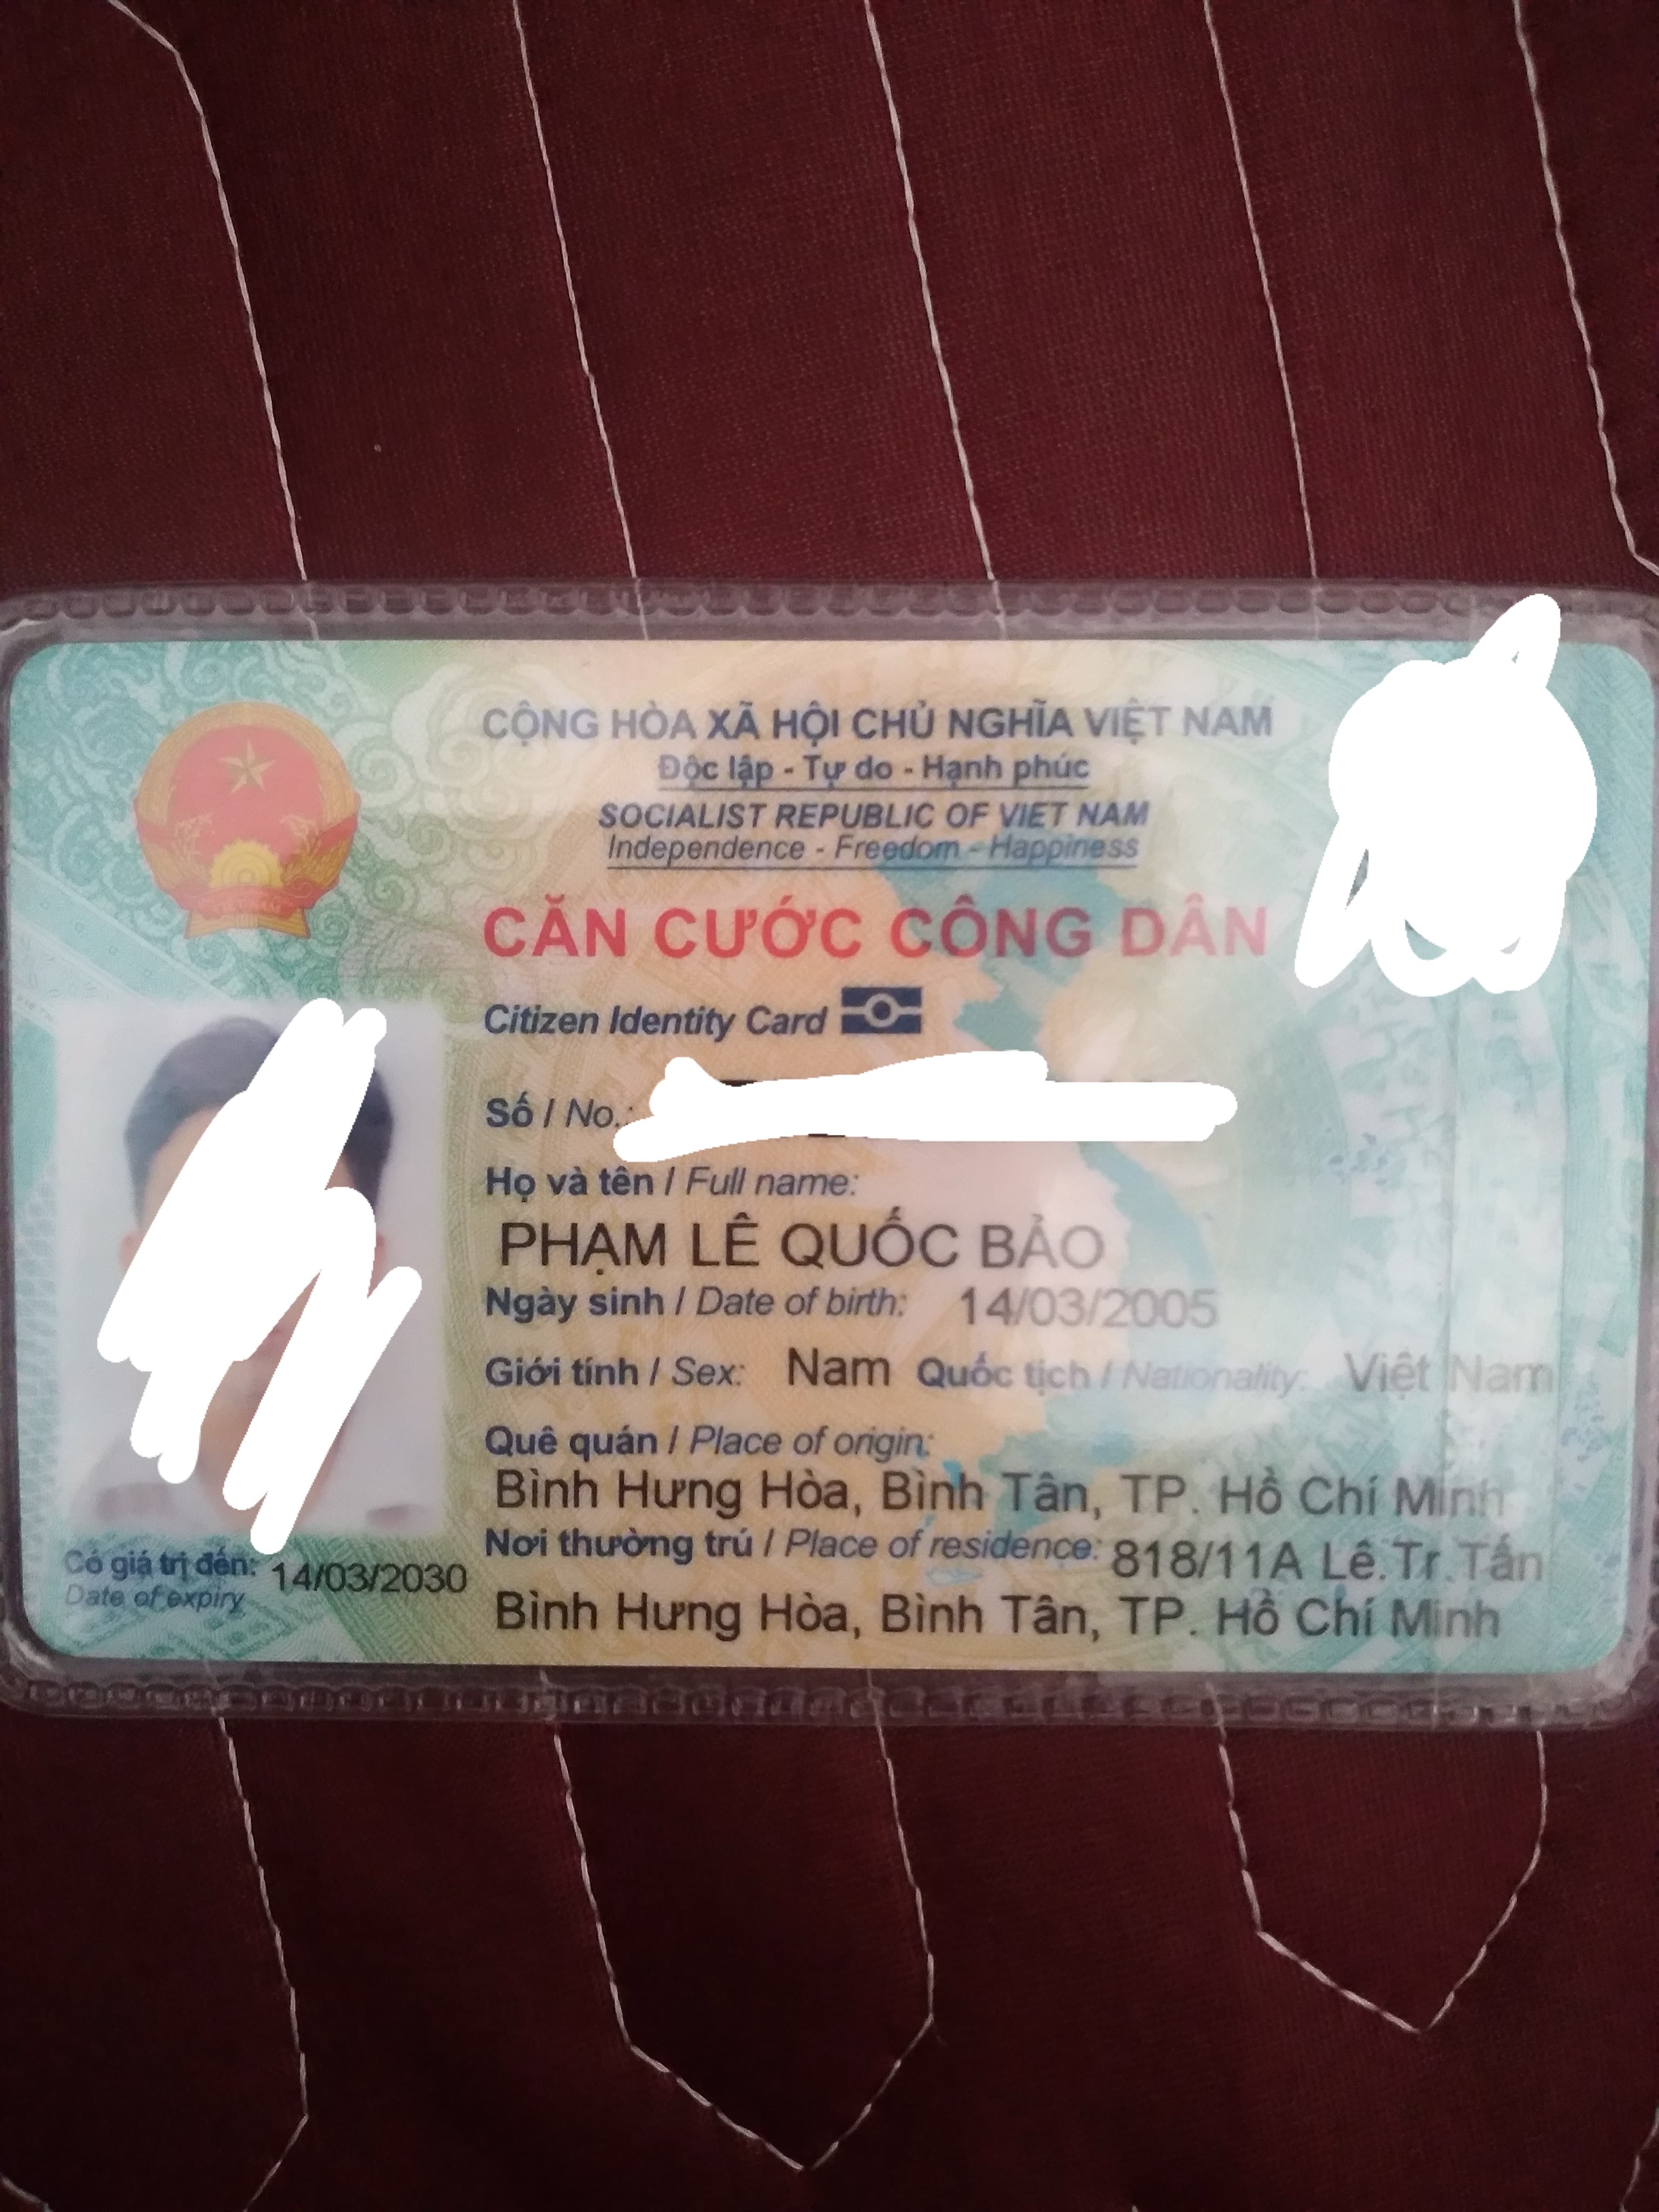 CỘNG HÒA XÃ HỘI CHỦ NGHĨA VIỆT NAM
Độc lập - Tự do - Hạnh phúc
SOCIALIST REPUBLIC OF VIET NAM
Independence - Freedom - Happiness
CĂN CƯỚC CÔNG DÂN
Citizen Identity Card
Số / No.:
Họ và tên / Full name:
PHẠM LÊ QUỐC BẢO
Ngày sinh / Date of birth: 14/03/2005
Giới tính / Sex: Nam Quốc tịch / Nationality: Việt Nam
Quê quán / Place of origin:
Bình Hưng Hòa, Bình Tân, TP. Hồ Chí Minh
Nơi thường trú / Place of residence: 818/11A Lê.Tr.Tấn
Bình Hưng Hòa, Bình Tân, TP. Hồ Chí Minh
Có giá trị đến: 14/03/2030
Date of expiry